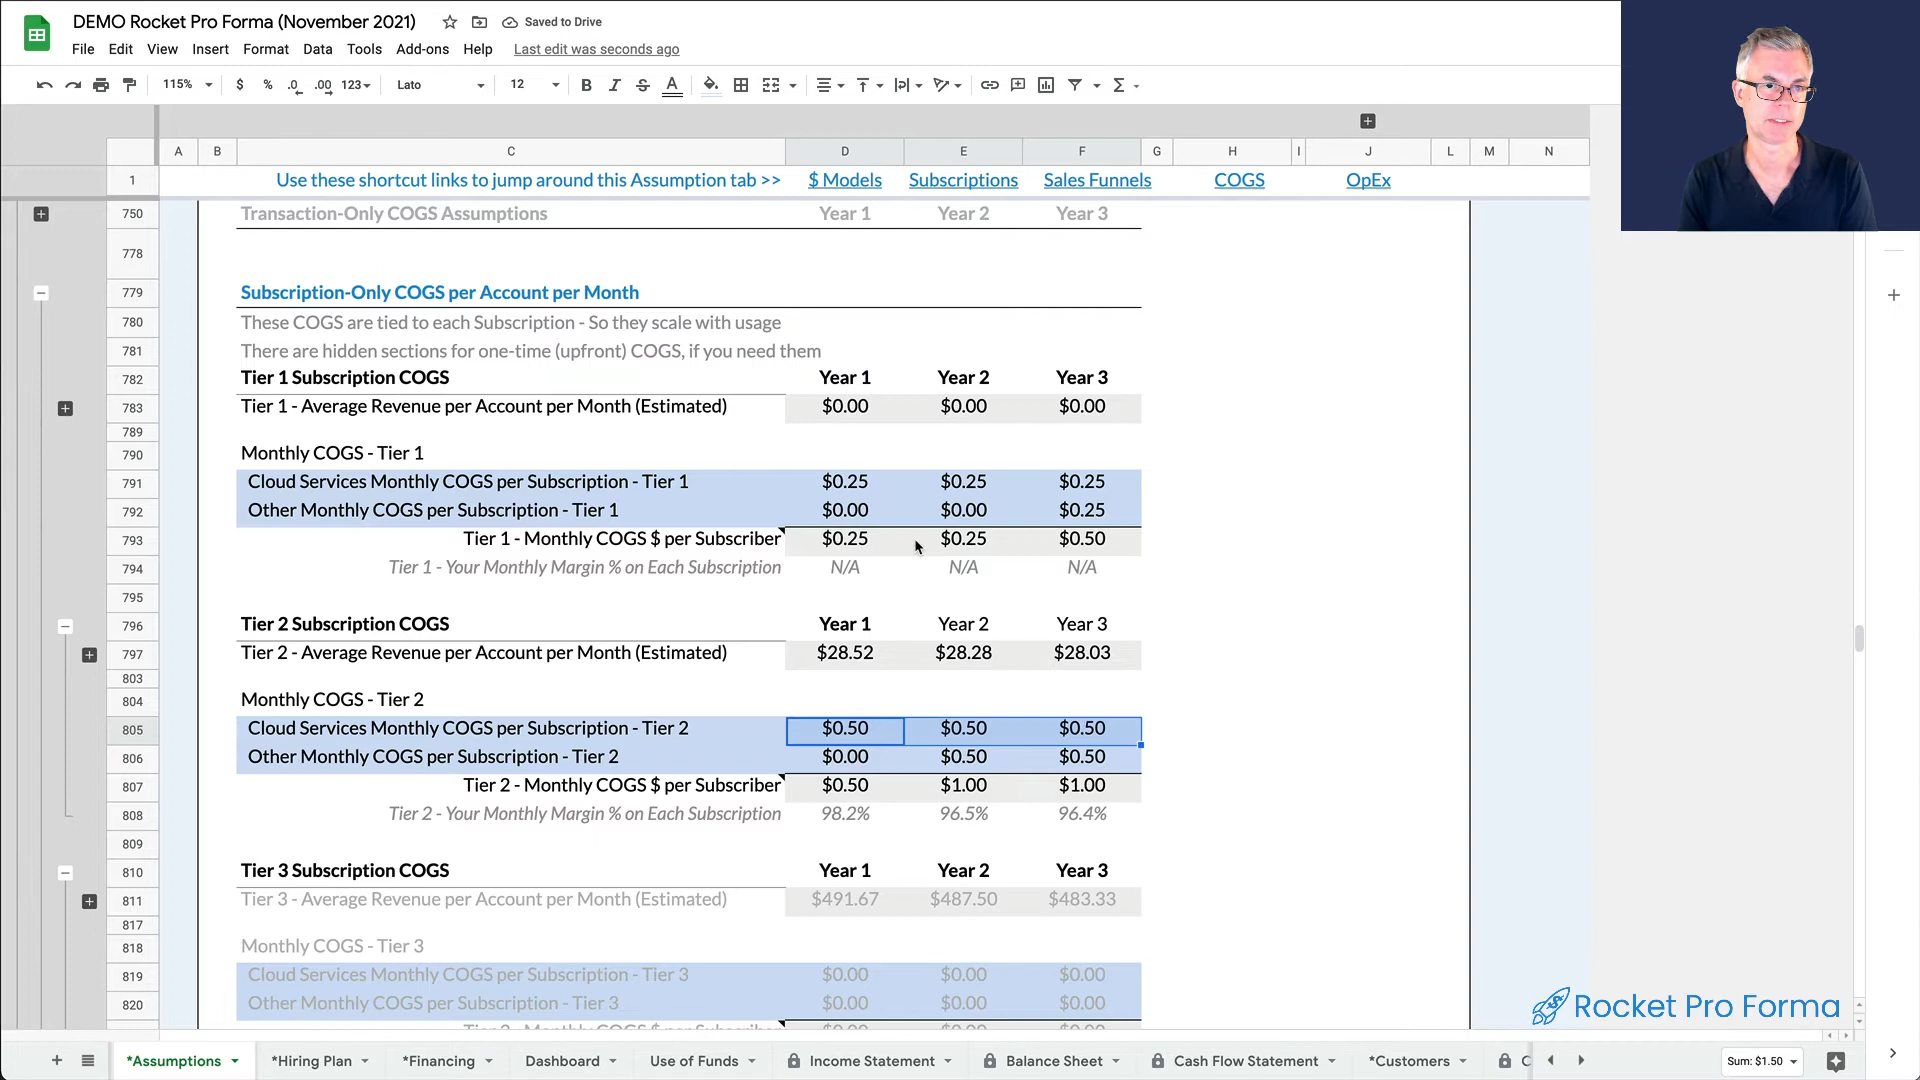 DEMO Rocket Pro Forma (November 2021) Saved to Drive
File Edit View Insert Format Data Tools Add-ons Help Last edit was seconds ago
115% $ % .0 .00 123 Lato 12 B I S A
A B C D E F G H I J L M N
1 Use these shortcut links to jump around this Assumption tab >> $ Models Subscriptions Sales Funnels COGS OpEx
750 Transaction-Only COGS Assumptions Year 1 Year 2 Year 3
778
779 Subscription-Only COGS per Account per Month
780 These COGS are tied to each Subscription - So they scale with usage
781 There are hidden sections for one-time (upfront) COGS, if you need them
782 Tier 1 Subscription COGS Year 1 Year 2 Year 3
783 Tier 1 - Average Revenue per Account per Month (Estimated) $0.00 $0.00 $0.00
789
790 Monthly COGS - Tier 1
791 Cloud Services Monthly COGS per Subscription - Tier 1 $0.25 $0.25 $0.25
792 Other Monthly COGS per Subscription - Tier 1 $0.00 $0.00 $0.25
793 Tier 1 - Monthly COGS $ per Subscriber $0.25 $0.25 $0.50
794 Tier 1 - Your Monthly Margin % on Each Subscription N/A N/A N/A
795
796 Tier 2 Subscription COGS Year 1 Year 2 Year 3
797 Tier 2 - Average Revenue per Account per Month (Estimated) $28.52 $28.28 $28.03
803
804 Monthly COGS - Tier 2
805 Cloud Services Monthly COGS per Subscription - Tier 2 $0.50 $0.50 $0.50
806 Other Monthly COGS per Subscription - Tier 2 $0.00 $0.50 $0.50
807 Tier 2 - Monthly COGS $ per Subscriber $0.50 $1.00 $1.00
808 Tier 2 - Your Monthly Margin % on Each Subscription 98.2% 96.5% 96.4%
809
810 Tier 3 Subscription COGS Year 1 Year 2 Year 3
811 Tier 3 - Average Revenue per Account per Month (Estimated) $491.67 $487.50 $483.33
817
818 Monthly COGS - Tier 3
819 Cloud Services Monthly COGS per Subscription - Tier 3 $0.00 $0.00 $0.00
820 Other Monthly COGS per Subscription - Tier 3 $0.00 $0.00 $0.00
Rocket Pro Forma
*Assumptions *Hiring Plan *Financing Dashboard Use of Funds Income Statement Balance Sheet Cash Flow Statement *Customers Sum: $1.50